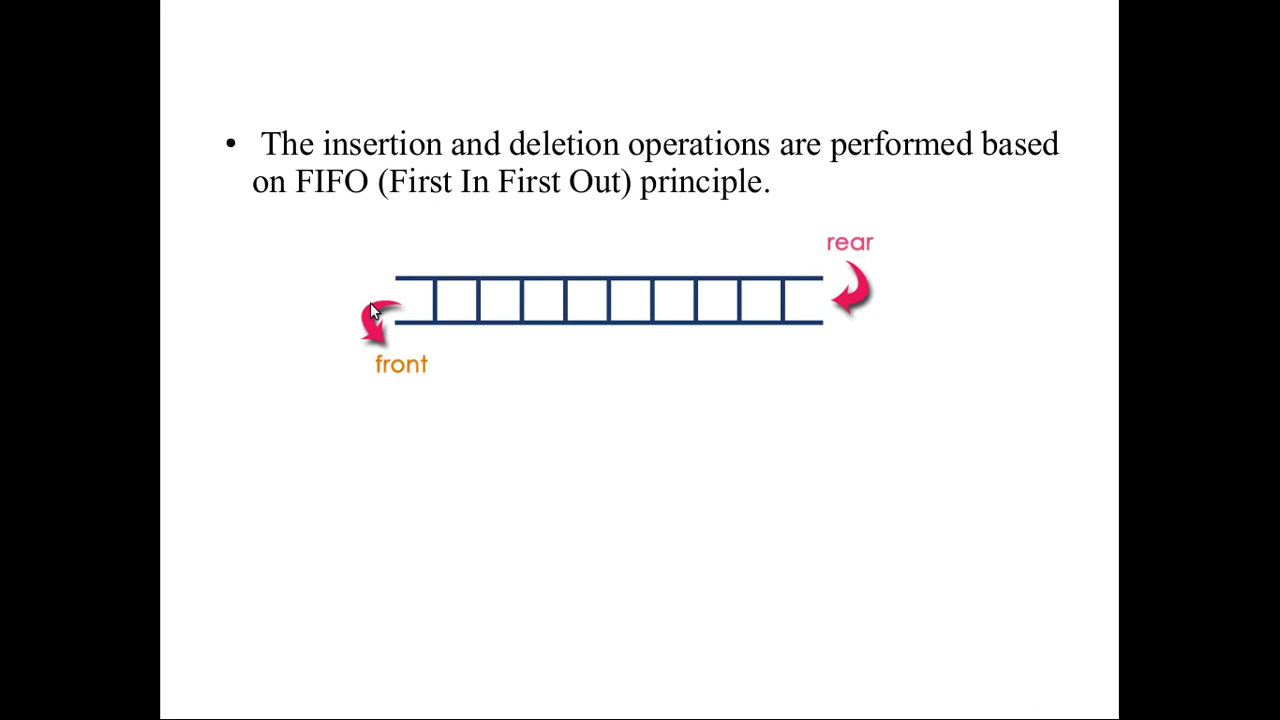 • The insertion and deletion operations are performed based
on FIFO (First In First Out) principle.
rear
front